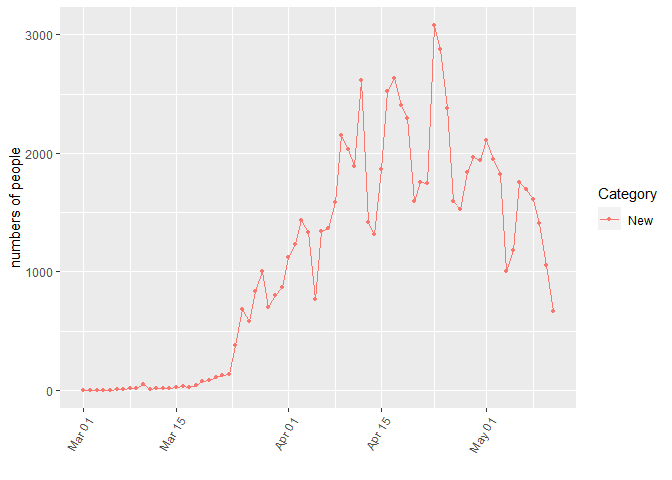 3000
2000
1000
0
numbers of people
Mar 01
Mar 15
Apr 01
Apr 15
May 01
Category
New